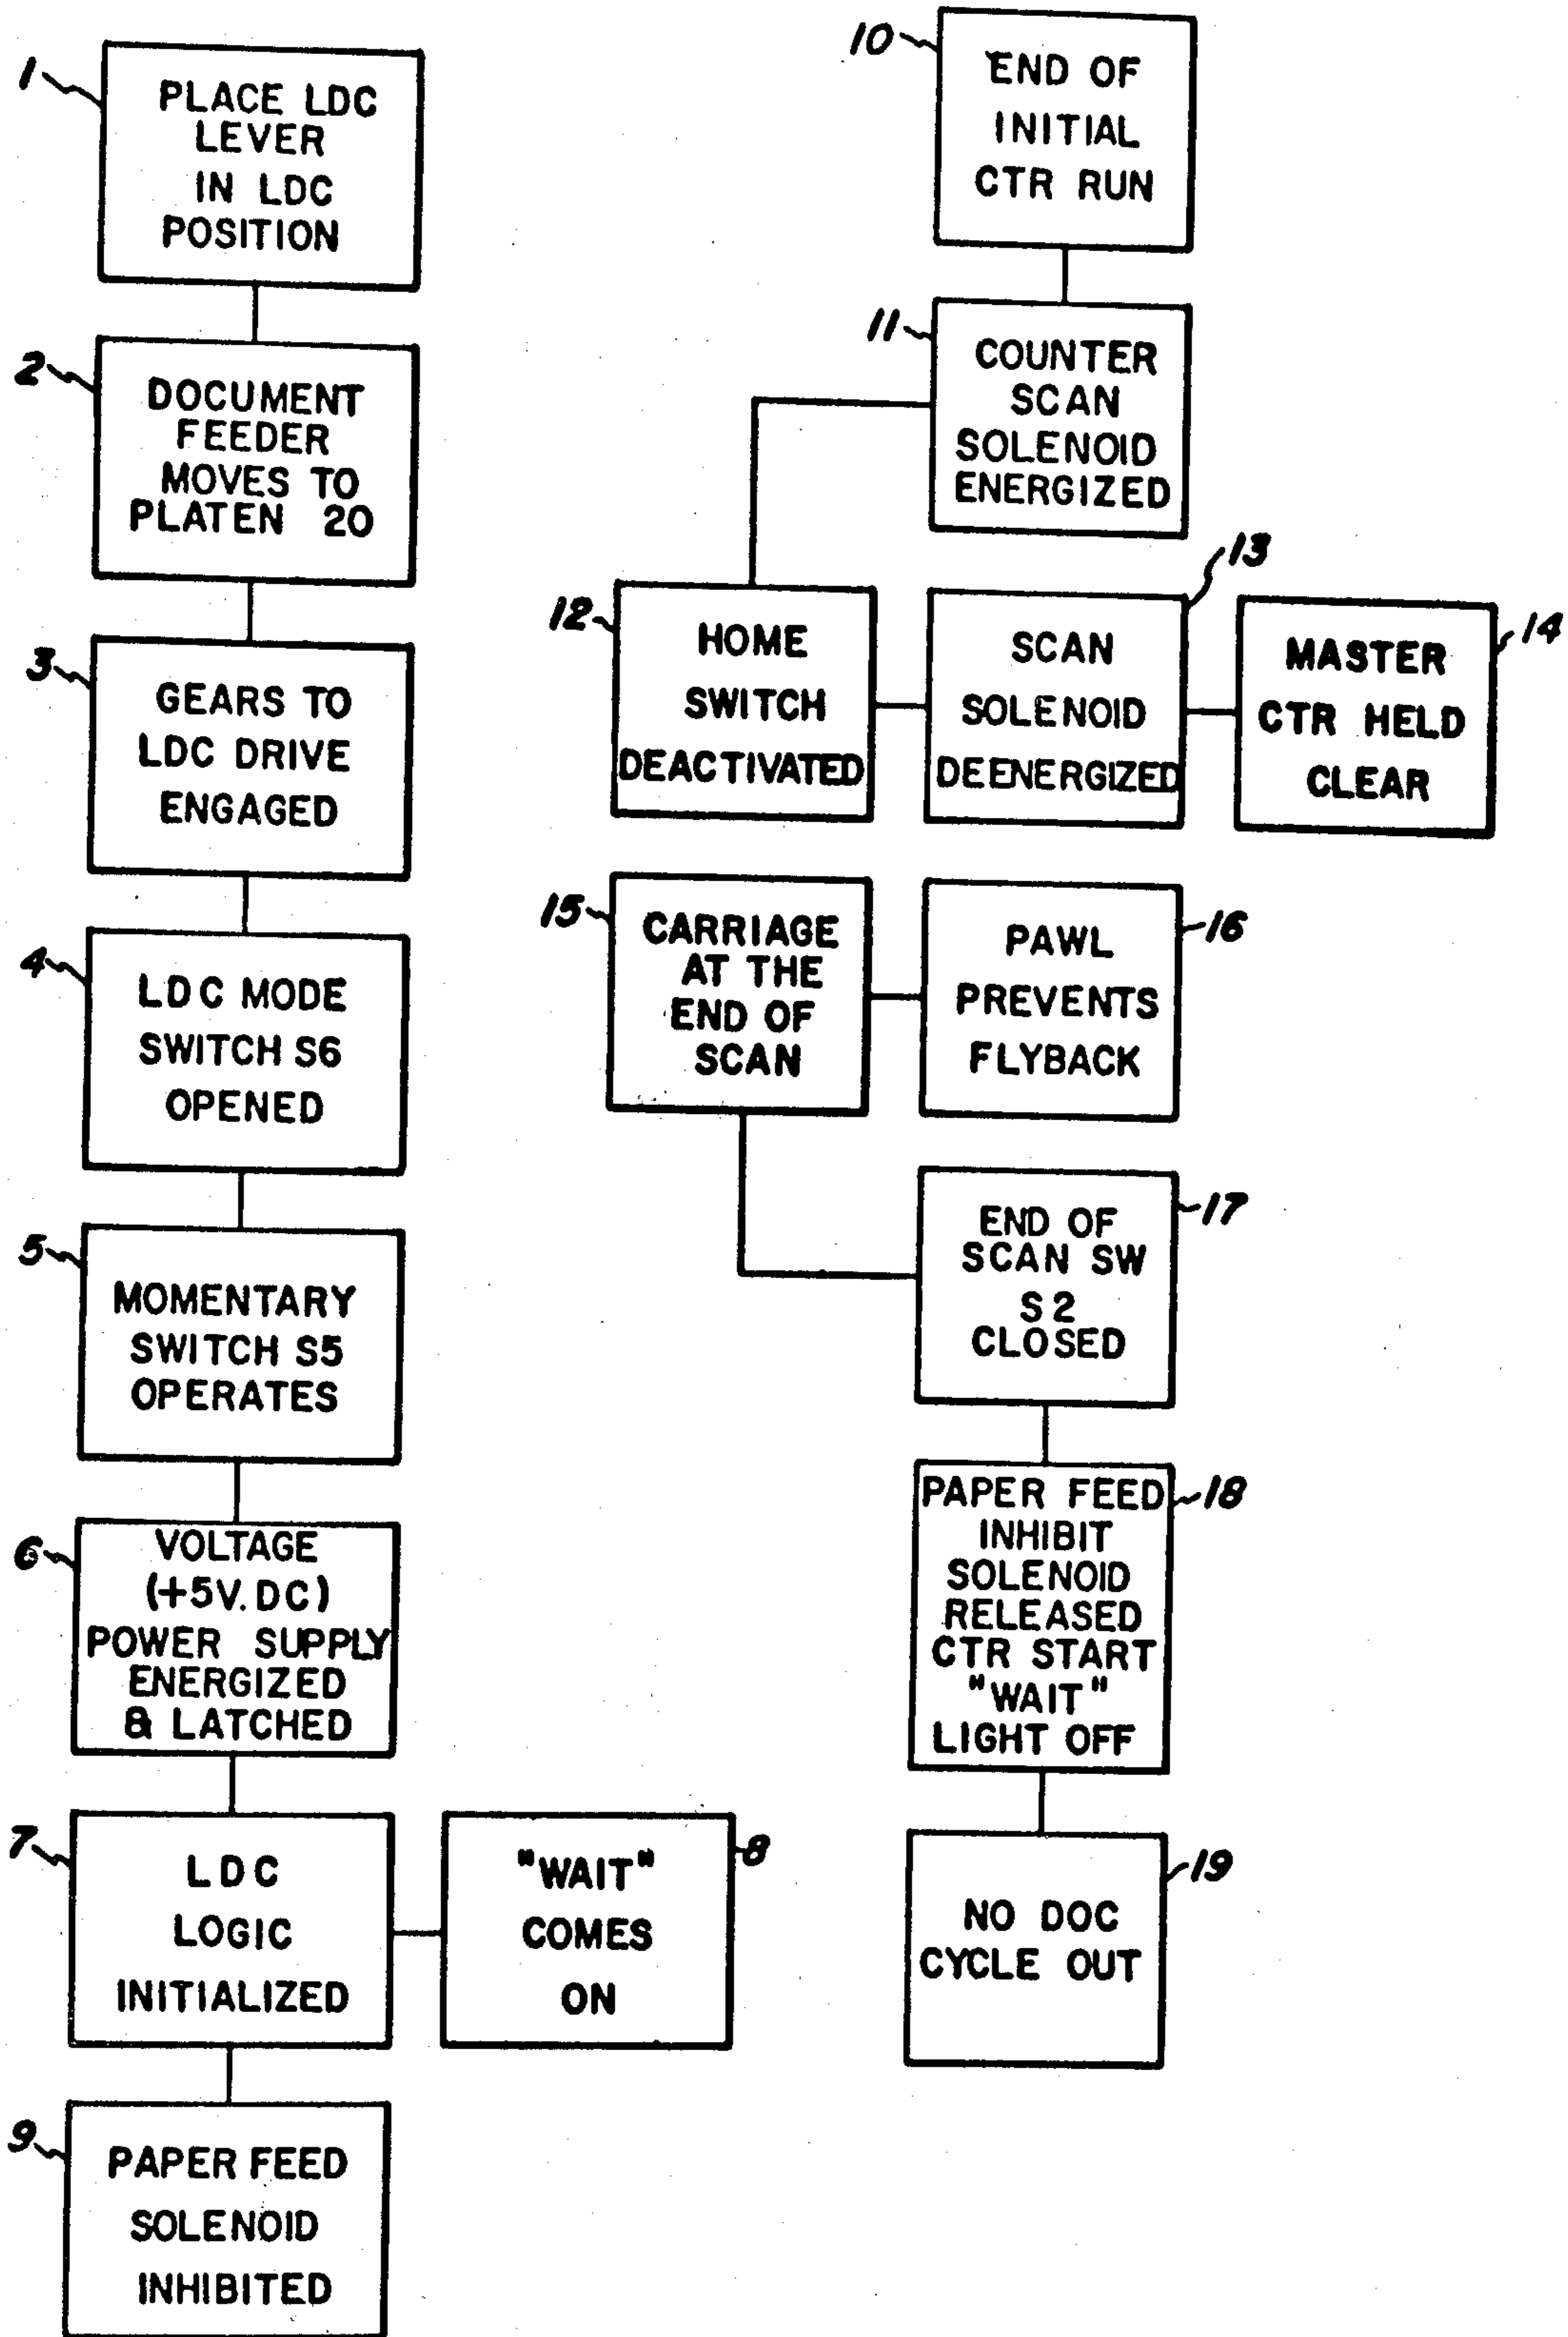 1
PLACE LDC
LEVER
IN LDC
POSITION
2
DOCUMENT
FEEDER
MOVES TO
PLATEN 20
3
GEARS TO
LDC DRIVE
ENGAGED
4
LDC MODE
SWITCH S6
OPENED
5
MOMENTARY
SWITCH S5
OPERATES
6
VOLTAGE
(+5V.DC)
POWER SUPPLY
ENERGIZED
& LATCHED
7
LDC
LOGIC
INITIALIZED
8
"WAIT"
COMES
ON
9
PAPER FEED
SOLENOID
INHIBITED
10
END OF
INITIAL
CTR RUN
11
COUNTER
SCAN
SOLENOID
ENERGIZED
12
HOME
SWITCH
DEACTIVATED
13
SCAN
SOLENOID
DEENERGIZED
14
MASTER
CTR HELD
CLEAR
15
CARRIAGE
AT THE
END OF
SCAN
16
PAWL
PREVENTS
FLYBACK
17
END OF
SCAN SW
S2
CLOSED
18
PAPER FEED
INHIBIT
SOLENOID
RELEASED
CTR START
"WAIT"
LIGHT OFF
19
NO DOC
CYCLE OUT